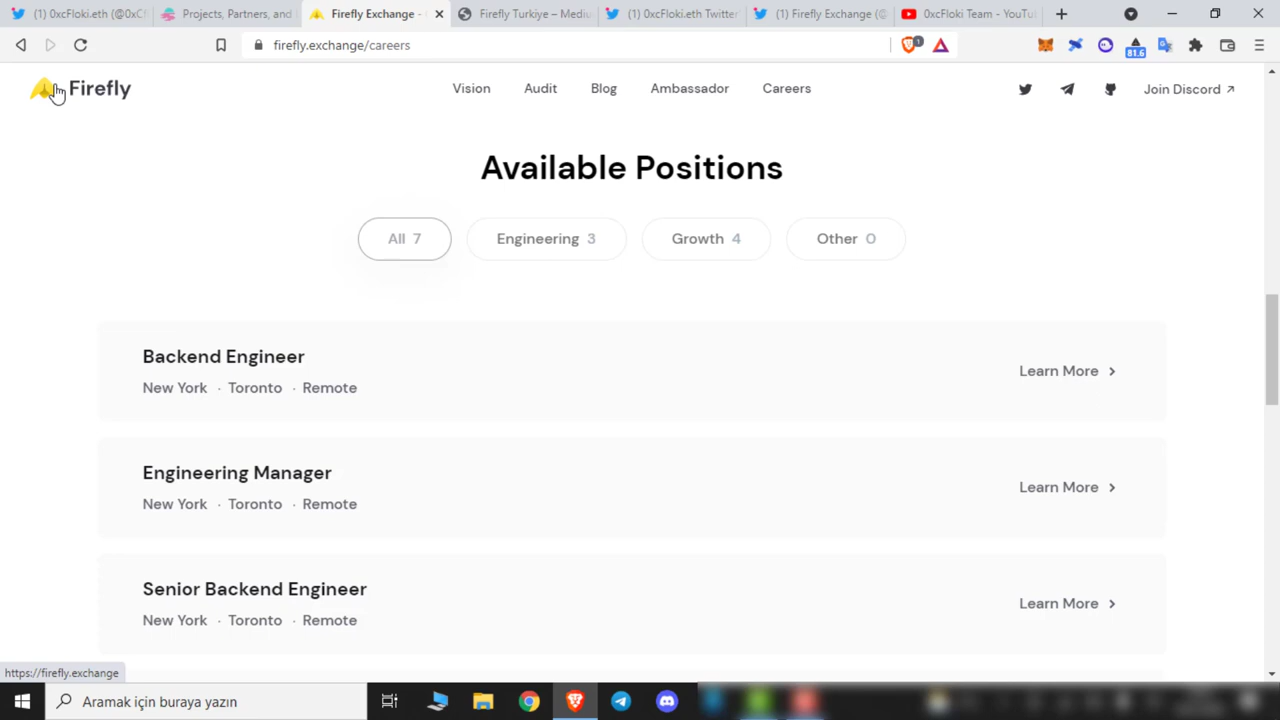 (1) 0xcFloki.eth (@0xCf
Projects, Partners, and
Firefly Exchange -
Firefly Turkiye – Mediu
(1) 0xcFloki.eth Twitter
(1) Firefly Exchange (@
0xcFloki Team - YouTu
firefly.exchange/careers
1
81.6
Firefly
Vision
Audit
Blog
Ambassador
Careers
Join Discord ↗
Available Positions
All 7
Engineering 3
Growth 4
Other 0
Backend Engineer
New York · Toronto · Remote
Learn More >
Engineering Manager
New York · Toronto · Remote
Learn More >
Senior Backend Engineer
New York · Toronto · Remote
Learn More >
https://firefly.exchange
Aramak için buraya yazın